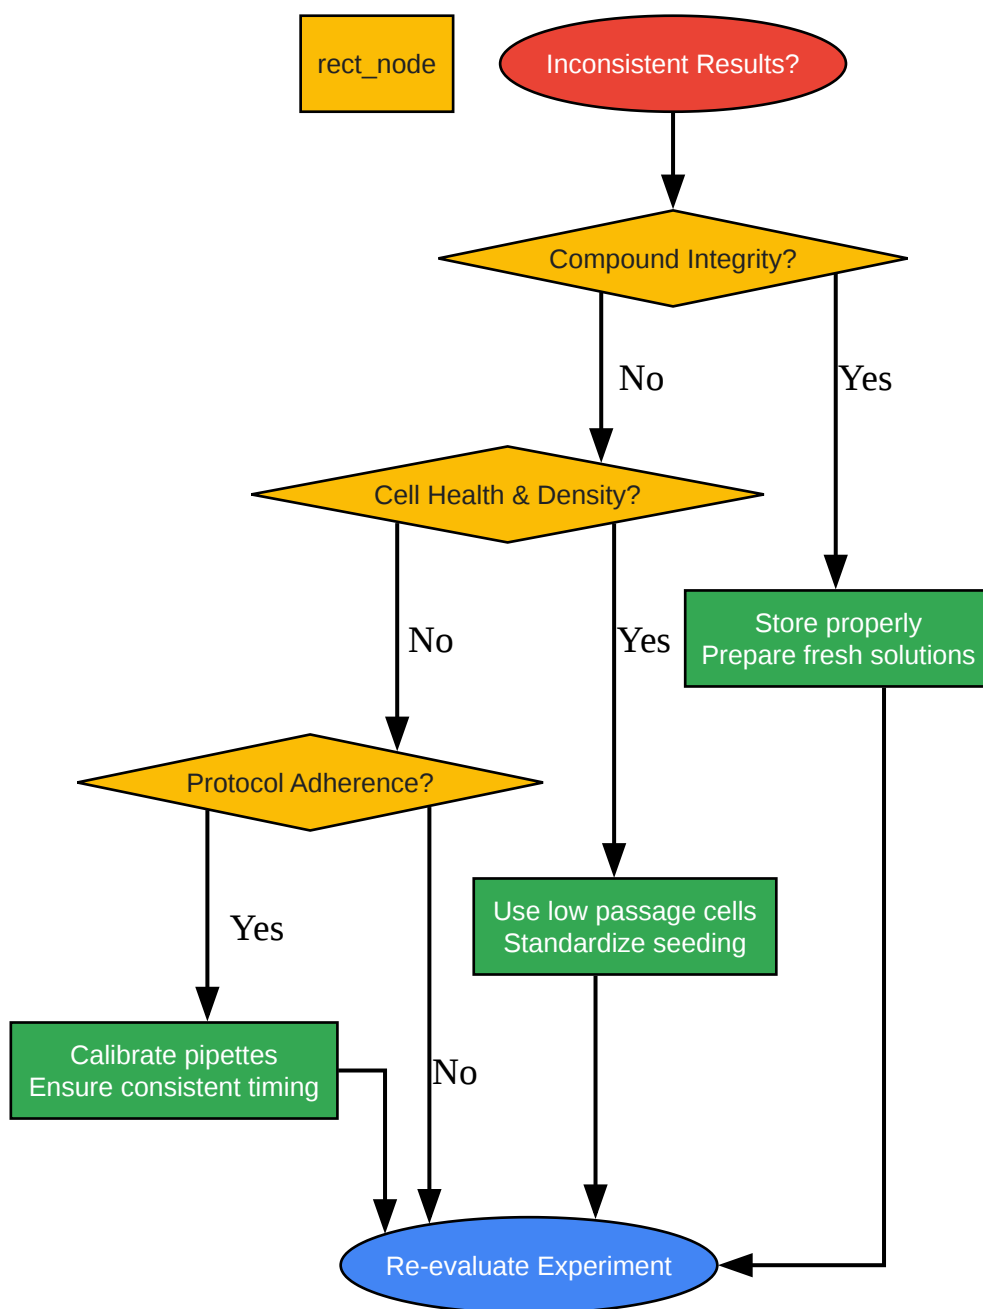 rect_node
Inconsistent Results?
Compound Integrity?
No
Yes
Cell Health & Density?
Store properly
Prepare fresh solutions
No
Yes
Protocol Adherence?
Use low passage cells
Standardize seeding
Yes
Calibrate pipettes
Ensure consistent timing
No
Re-evaluate Experiment